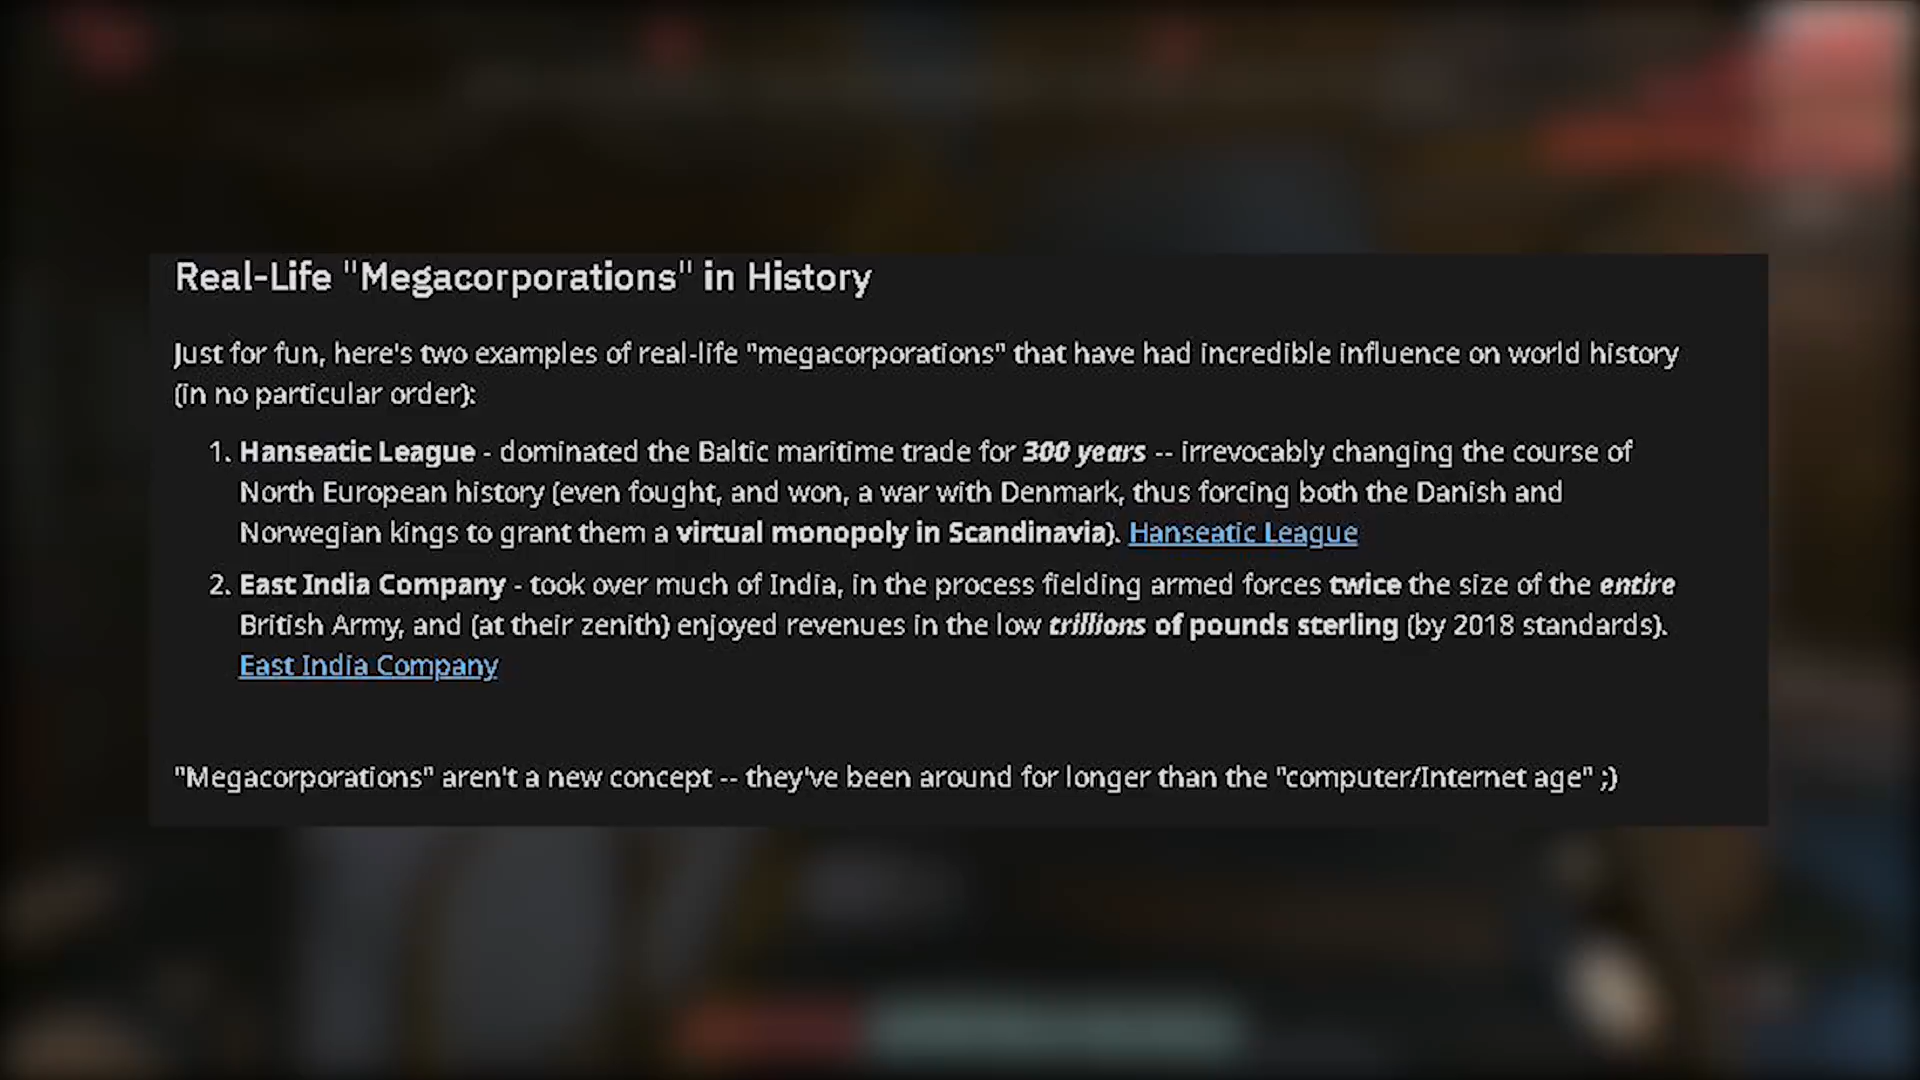 Real-Life "Megacorporations" in History
Just for fun, here's two examples of real-life "megacorporations" that have had incredible influence on world history
(in no particular order):
1. Hanseatic League - dominated the Baltic maritime trade for 300 years -- irrevocably changing the course of
North European history (even fought, and won, a war with Denmark, thus forcing both the Danish and
Norwegian kings to grant them a virtual monopoly in Scandinavia). Hanseatic League
2. East India Company - took over much of India, in the process fielding armed forces twice the size of the entire
British Army, and (at their zenith) enjoyed revenues in the low trillions of pounds sterling (by 2018 standards).
East India Company
"Megacorporations" aren't a new concept -- they've been around for longer than the "computer/Internet age" ;)